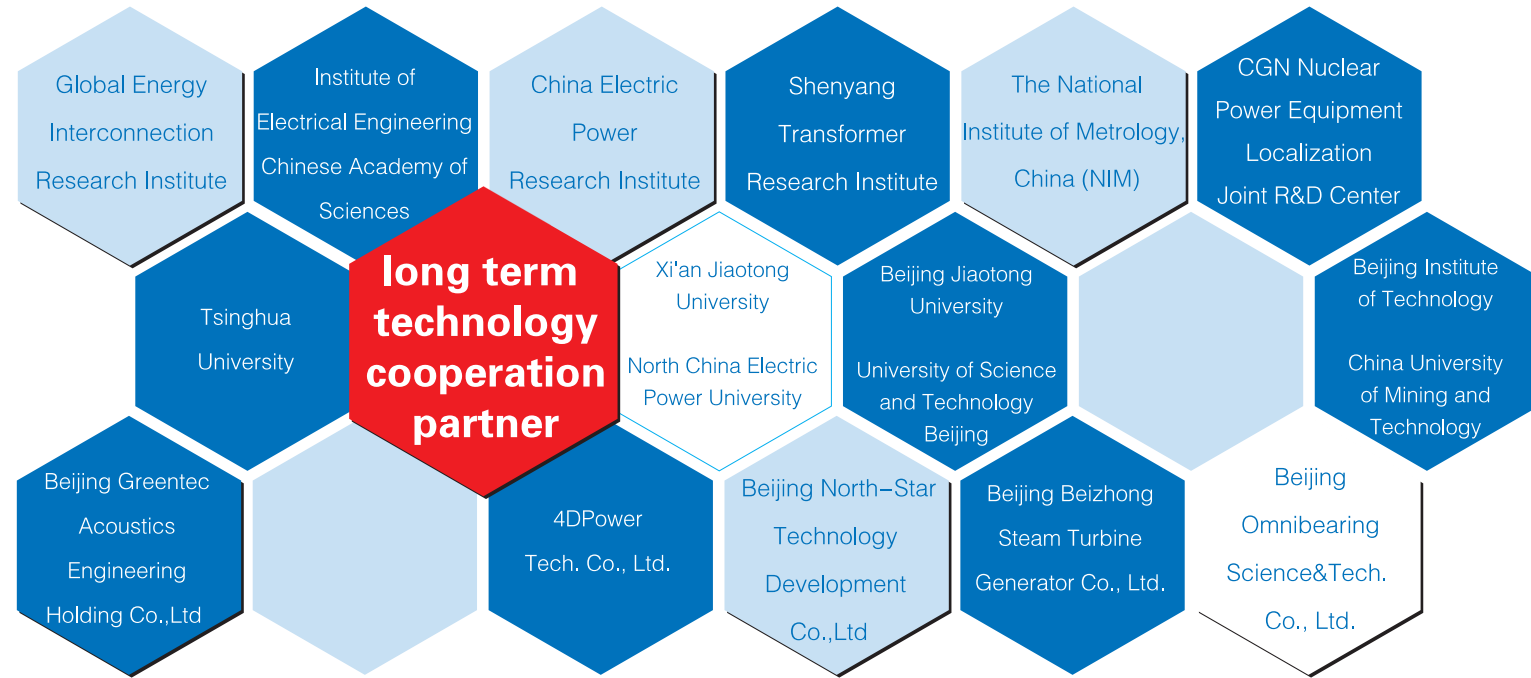 Global Energy
Interconnection
Research Institute
Institute of
Electrical Engineering
Chinese Academy of
Sciences
China Electric
Power
Research Institute
Shenyang
Transformer
Research Institute
The National
Institute of Metrology,
China (NIM)
CGN Nuclear
Power Equipment
Localization
Joint R&D Center
Tsinghua
University
long term
technology
cooperation
partner
Xi'an Jiaotong
University
North China Electric
Power University
Beijing Jiaotong
University
University of Science
and Technology
Beijing
Beijing Institute
of Technology
China University
of Mining and
Technology
Beijing Greentec
Acoustics
Engineering
Holding Co.,Ltd
4DPower
Tech. Co., Ltd.
Beijing North–Star
Technology
Development
Co.,Ltd
Beijing Beizhong
Steam Turbine
Generator Co., Ltd.
Beijing
Omnibearing
Science&Tech.
Co., Ltd.